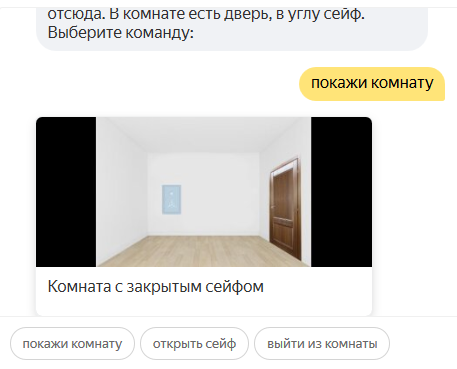 отсюда. В комнате есть дверь, в углу сейф.
Выберите команду:
покажи комнату
Комната с закрытым сейфом
покажи комнату
открыть сейф
выйти из комнаты